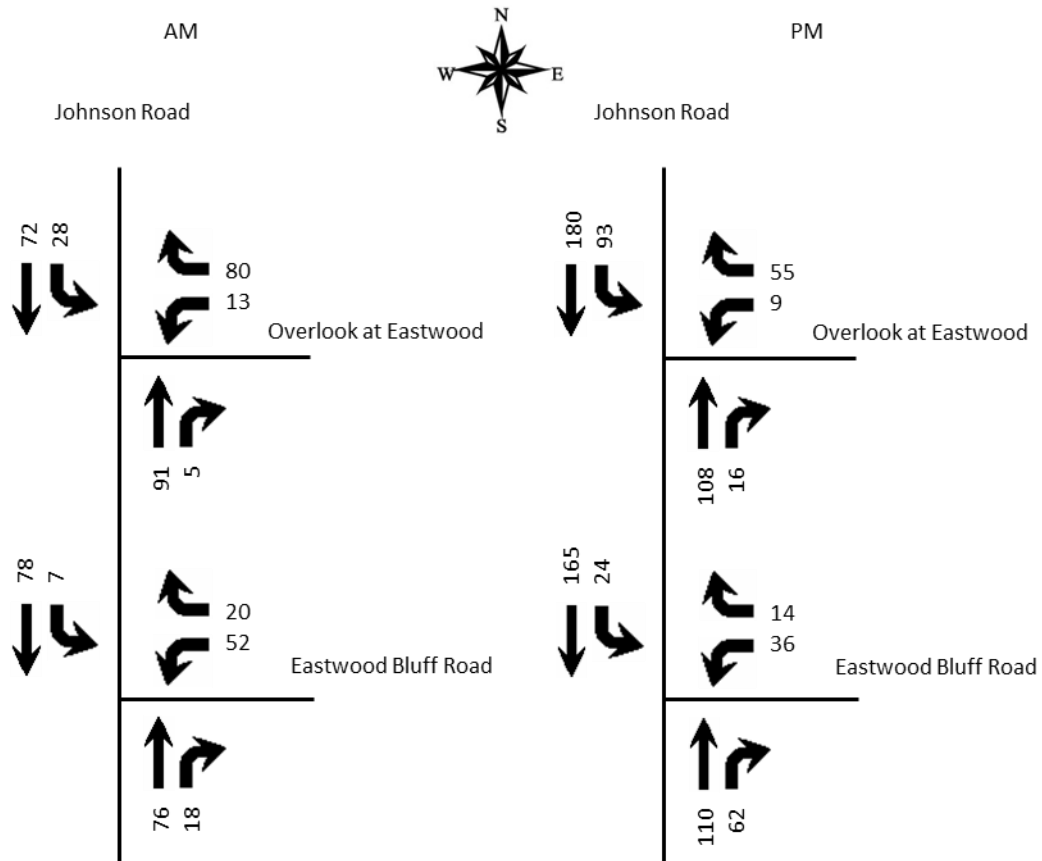 AM
PM
N
W E
S
Johnson Road
Johnson Road
72 28
80
13
Overlook at Eastwood
91 5
78 7
20
52
Eastwood Bluff Road
76 18
180 93
55
9
Overlook at Eastwood
108 16
165 24
14
36
Eastwood Bluff Road
110 62